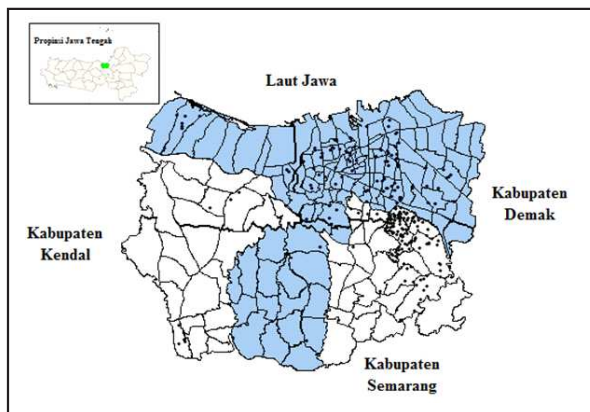 Propinsi Jawa Tengah
Laut Jawa
Kabupaten
Demak
Kabupaten
Kendal
Kabupaten
Semarang